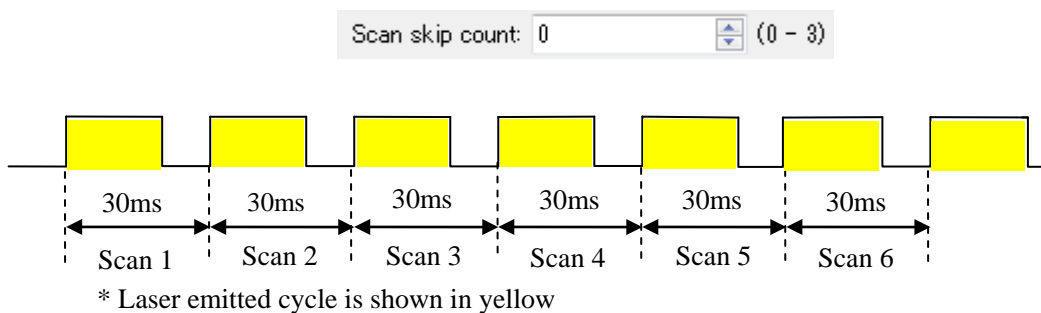 Scan skip count: 0 (0 - 3)
30ms 30ms 30ms 30ms 30ms 30ms
Scan 1 Scan 2 Scan 3 Scan 4 Scan 5 Scan 6
* Laser emitted cycle is shown in yellow